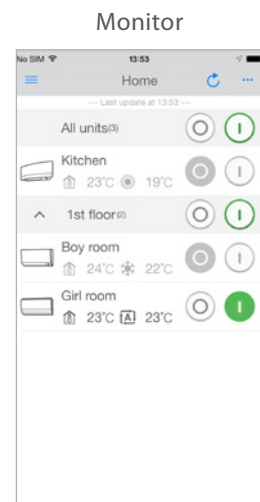 Monitor
No SIM 13:53
Home
--- Last update at 13:53 ---
All units(3)
Kitchen
23°C 19°C
1st floor(2)
Boy room
24°C 22°C
Girl room
23°C A 23°C